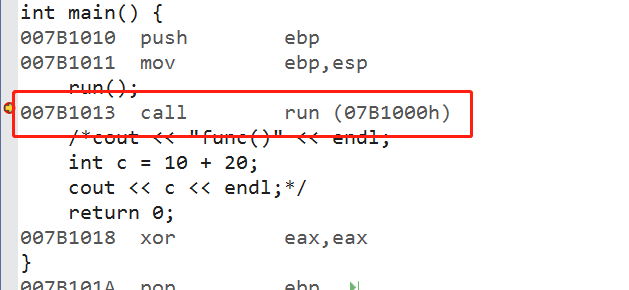 int main() {
007B1010 push ebp
007B1011 mov ebp,esp
run();
007B1013 call run (07B1000h)
/*cout << "func()" << endl;
int c = 10 + 20;
cout << c << endl;*/
return 0;
007B1018 xor eax,eax
}
007B101A pop ebp